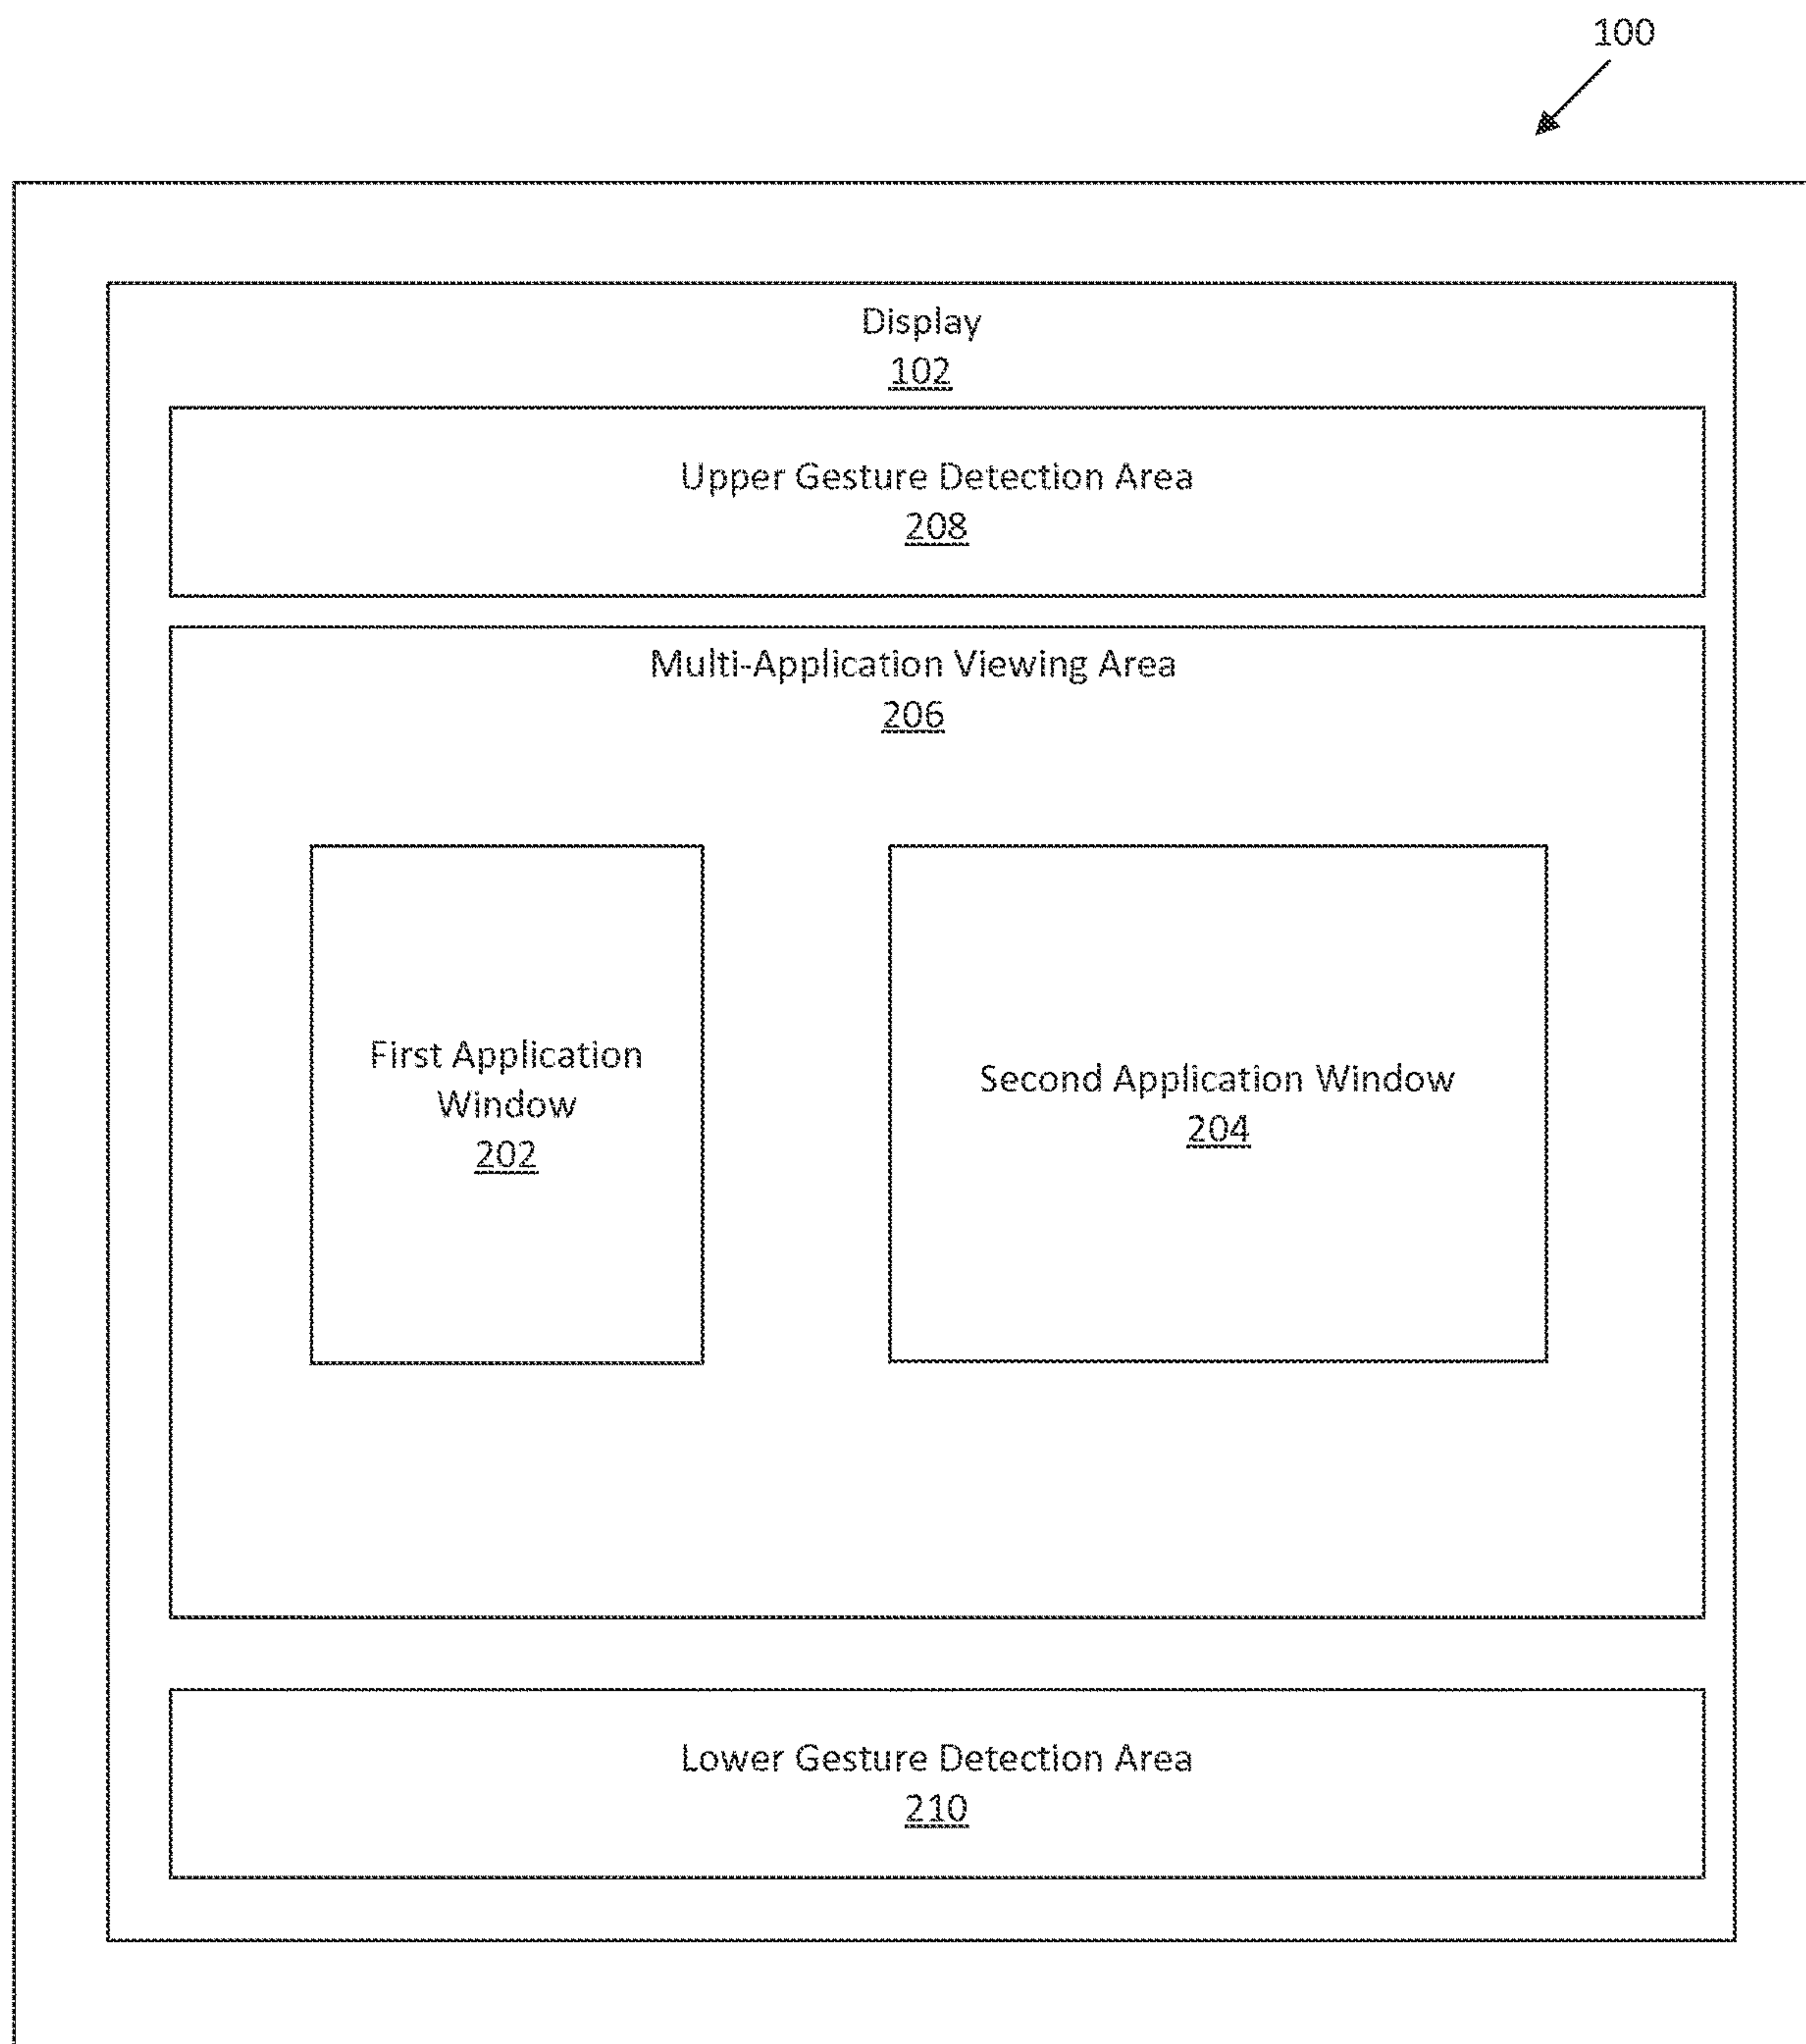 100
Display
102
Upper Gesture Detection Area
208
Multi-Application Viewing Area
206
First Application
Window
202
Second Application Window
204
Lower Gesture Detection Area
210